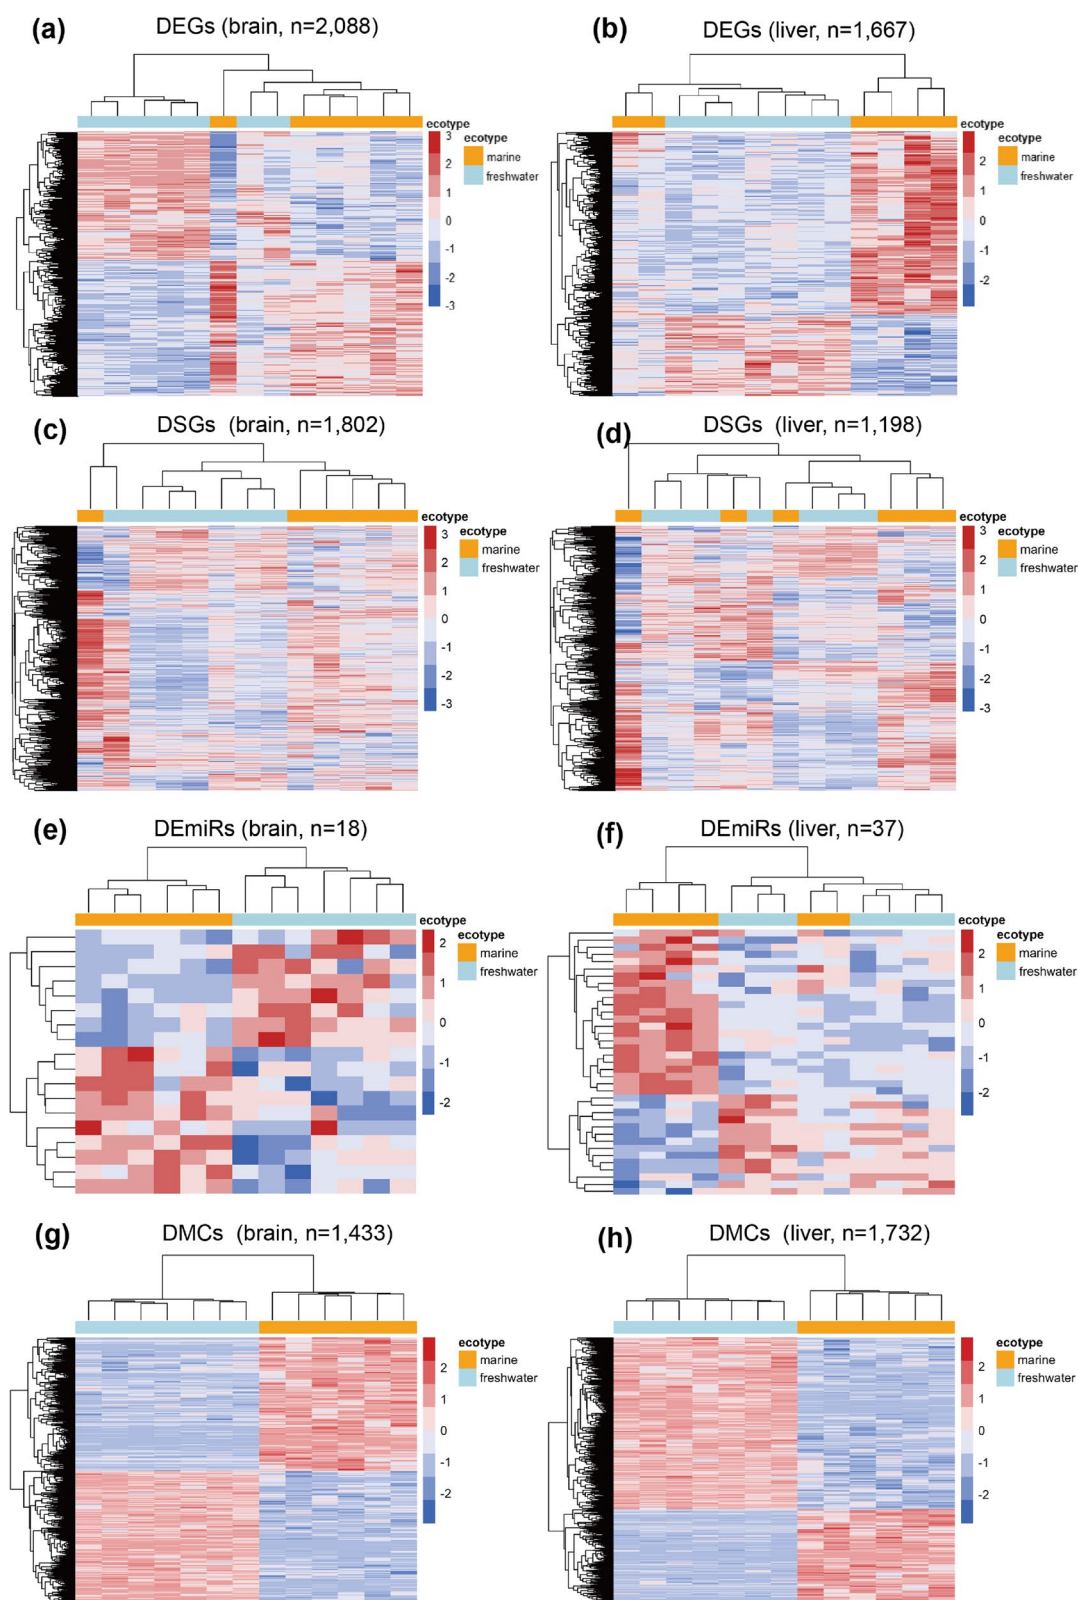 (a)
DEGs (brain, n=2,088)
ecotype
3
2
1
0
-1
-2
-3
ecotype
marine
freshwater
(b)
DEGs (liver, n=1,667)
ecotype
2
1
0
-1
-2
ecotype
marine
freshwater
(c)
DSGs (brain, n=1,802)
ecotype
3
2
1
0
-1
-2
-3
ecotype
marine
freshwater
(d)
DSGs (liver, n=1,198)
ecotype
3
2
1
0
-1
-2
-3
ecotype
marine
freshwater
(e)
DEmiRs (brain, n=18)
ecotype
2
1
0
-1
-2
ecotype
marine
freshwater
(f)
DEmiRs (liver, n=37)
ecotype
2
1
0
-1
-2
ecotype
marine
freshwater
(g)
DMCs (brain, n=1,433)
2
1
0
-1
-2
ecotype
marine
freshwater
(h)
DMCs (liver, n=1,732)
2
1
0
-1
-2
ecotype
marine
freshwater